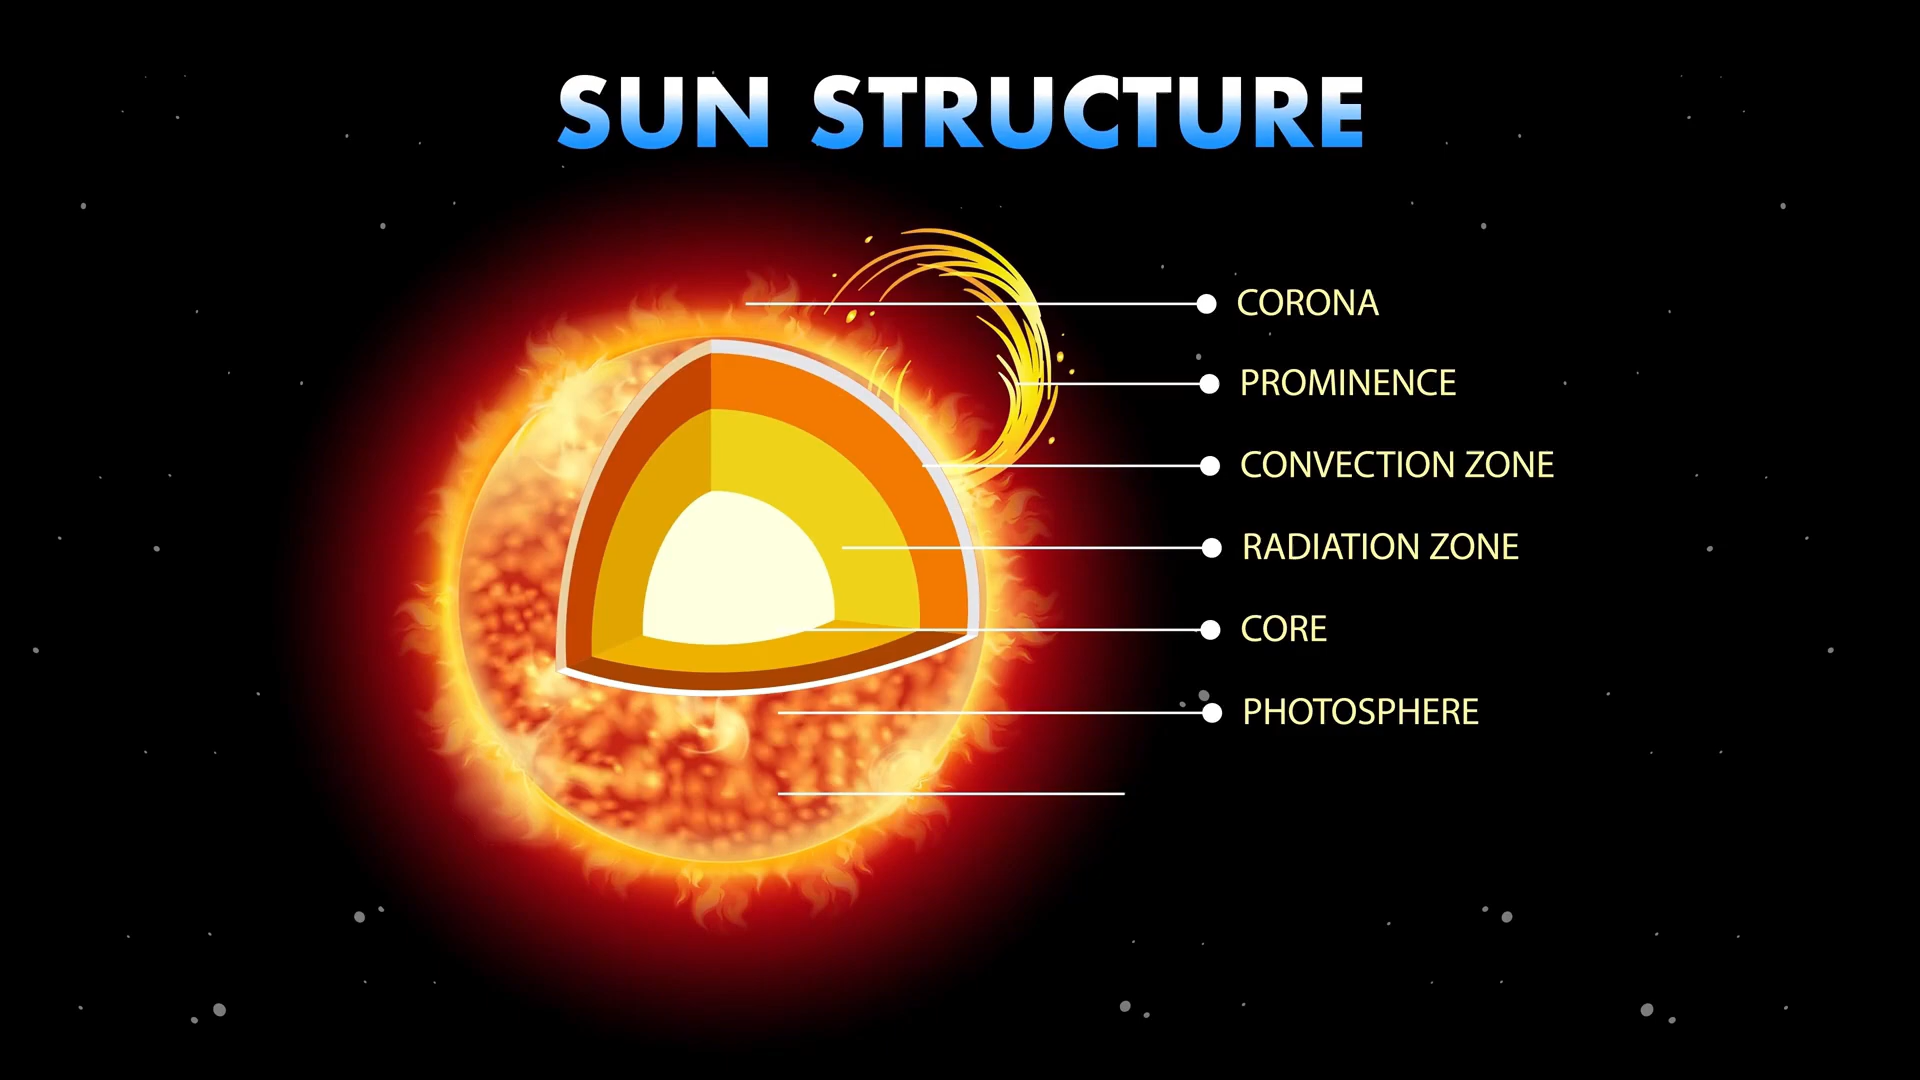 SUN STRUCTURE
CORONA
PROMINENCE
CONVECTION ZONE
RADIATION ZONE
CORE
PHOTOSPHERE